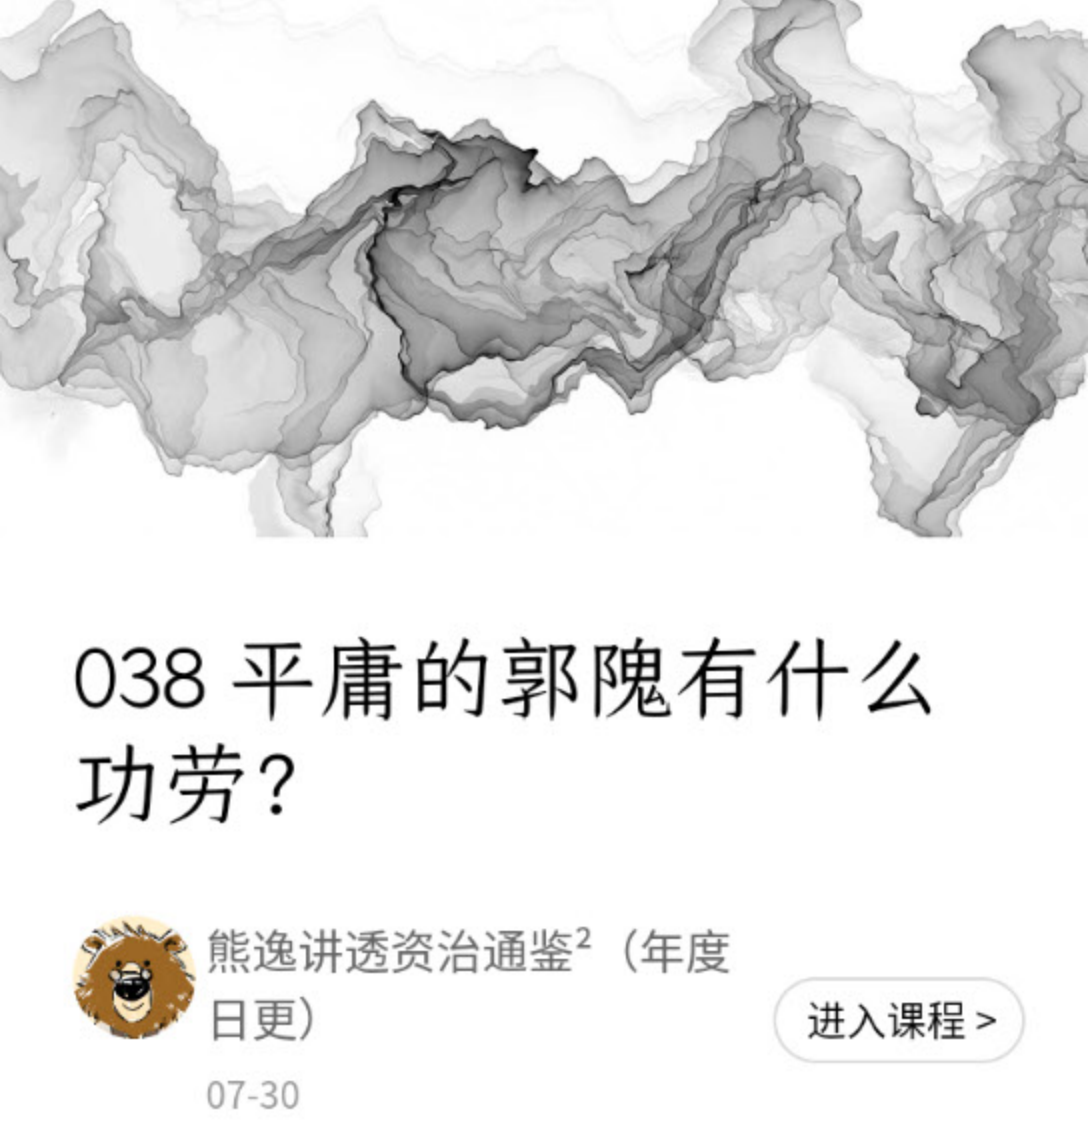 038 平庸的郭隗有什么
功劳？
熊逸讲透资治通鉴²（年度
日更）
进入课程 >
07-30